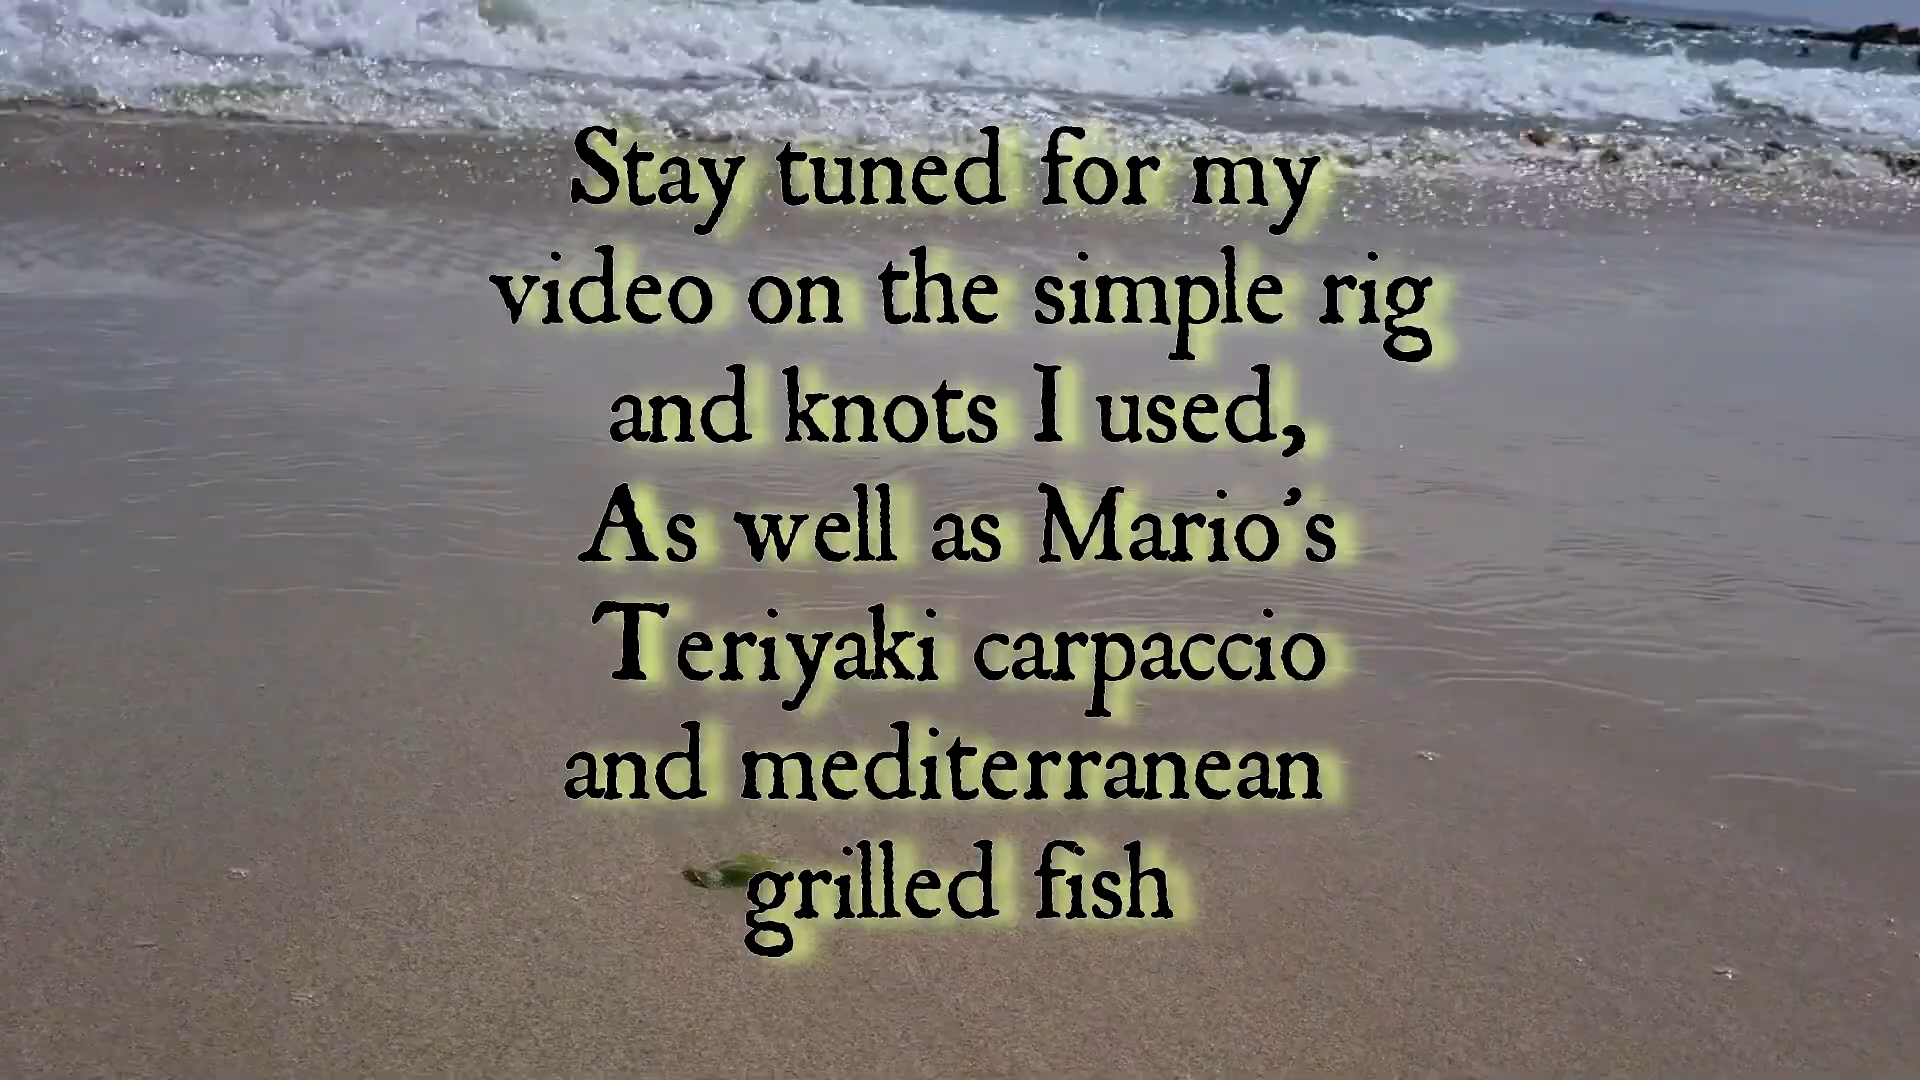 Stay tuned for my
video on the simple rig
and knots I used,
As well as Mario's
Teriyaki carpaccio
and mediterranean
grilled fish